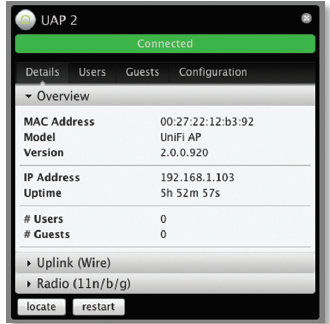 UAP 2
Connected
Details Users Guests Configuration
Overview
MAC Address 00:27:22:12:b3:92
Model UniFi AP
Version 2.0.0.920
IP Address 192.168.1.103
Uptime 5h 52m 57s
# Users 0
# Guests 0
Uplink (Wire)
Radio (11n/b/g)
locate restart